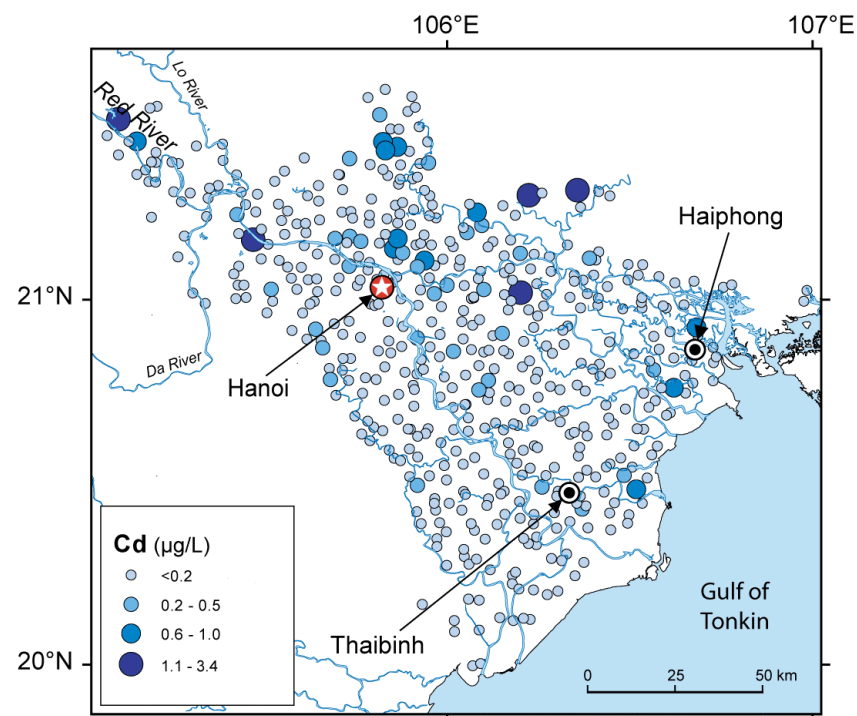 106°E
107°E
Lo River
Red River
Haiphong
21°N
Da River
Hanoi
Cd (µg/L)
<0.2
0.2 - 0.5
0.6 - 1.0
1.1 - 3.4
Gulf of
Tonkin
Thaibinh
20°N
0
25
50 km